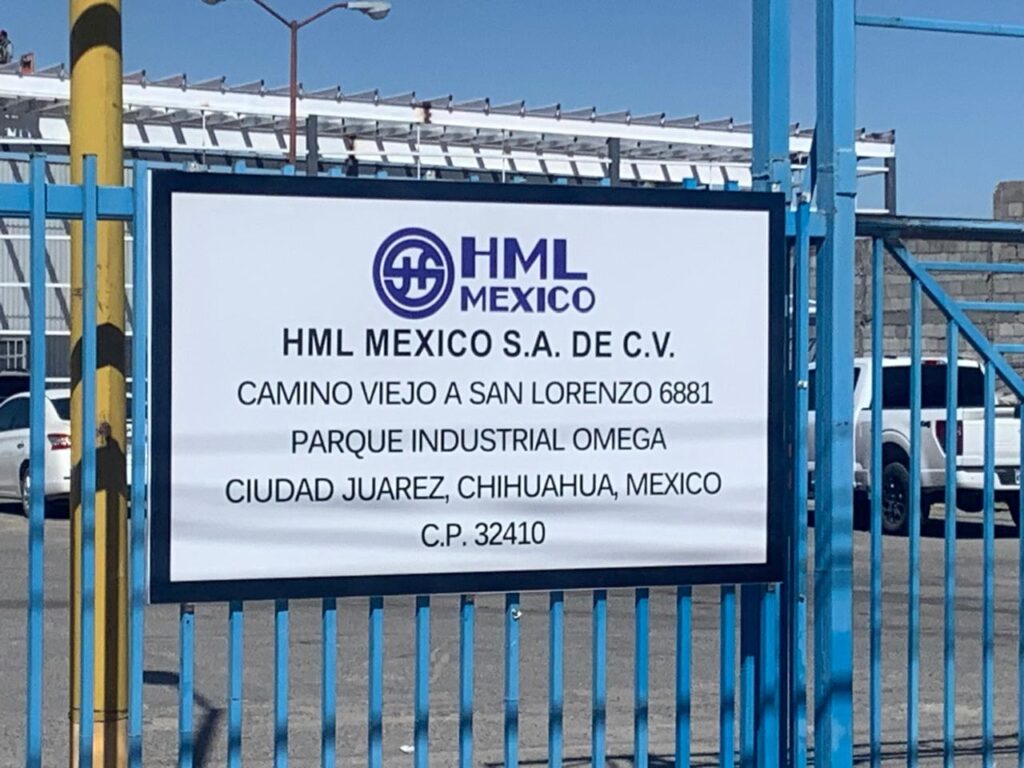 HML
MEXICO
HML MEXICO S.A. DE C.V.
CAMINO VIEJO A SAN LORENZO 6881
PARQUE INDUSTRIAL OMEGA
CIUDAD JUAREZ, CHIHUAHUA, MEXICO
C.P. 32410